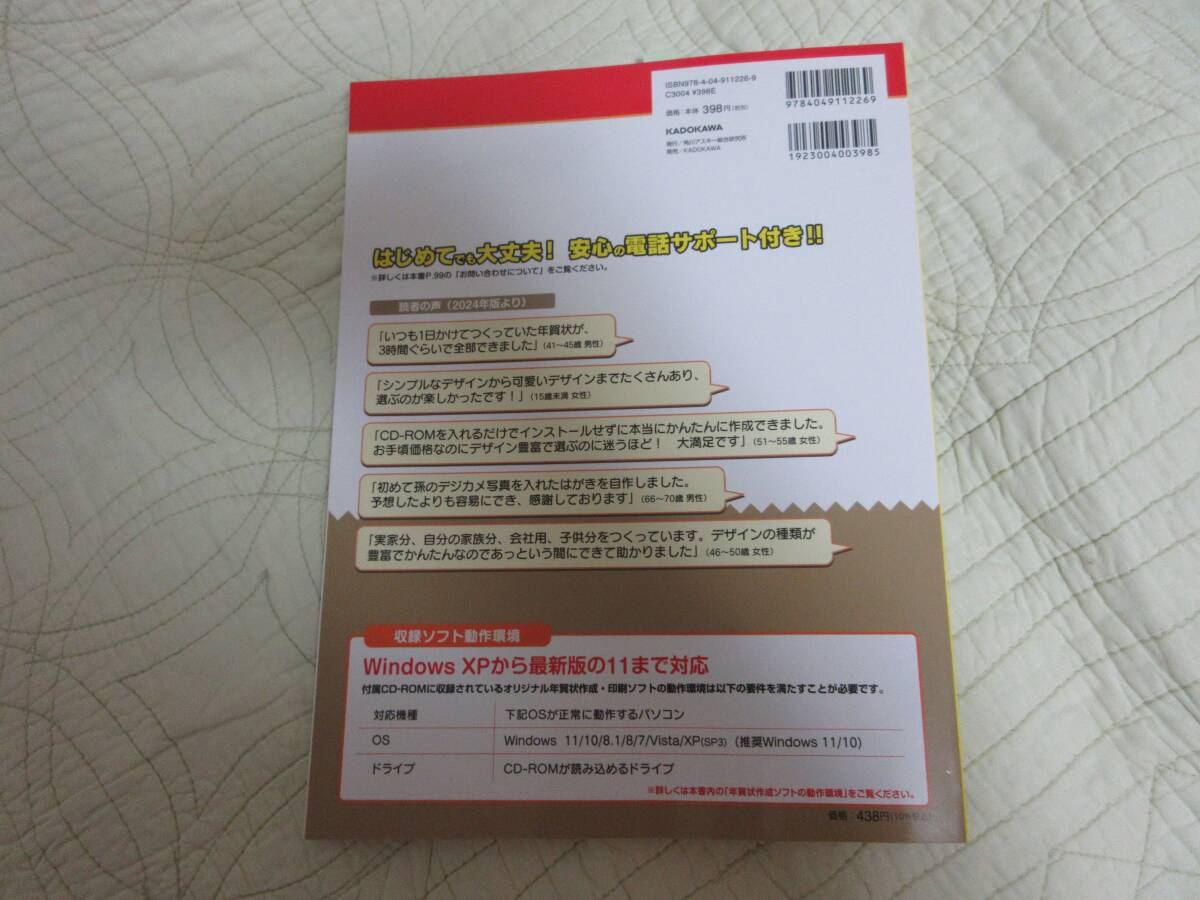 ISBN978-4-04-911226-9
C3004 ¥398E
価格：本体 398円(税別)
KADOKAWA
発行／角川アスキー総合研究所
発売／KADOKAWA
9784049112269
1923004003985
はじめてでも大丈夫！ 安心の電話サポート付き!!
※詳しくは本書P.99の「お問い合わせについて」をご覧ください。
読者の声（2024年版より）
「いつも1日かけてつくっていた年賀状が、
3時間ぐらいで全部できました」（41〜45歳 男性）
「シンプルなデザインから可愛いデザインまでたくさんあり、
選ぶのが楽しかったです！」（15歳未満 女性）
「CD-ROMを入れるだけでインストールせずに本当にかんたんに作成できました。
お手頃価格なのにデザイン豊富で選ぶのに迷うほど！ 大満足です」（51〜55歳 女性）
「初めて孫のデジカメ写真を入れたはがきを自作しました。
予想したよりも容易にでき、感謝しております」（66〜70歳 男性）
「実家分、自分の家族分、会社用、子供分をつくっています。デザインの種類が
豊富でかんたんなのであっという間にできて助かりました」（46〜50歳 女性）
収録ソフト動作環境
Windows XPから最新版の11まで対応
付属CD-ROMに収録されているオリジナル年賀状作成・印刷ソフトの動作環境は以下の要件を満たすことが必要です。
対応機種 下記OSが正常に動作するパソコン
OS Windows 11/10/8.1/8/7/Vista/XP(SP3)（推奨Windows 11/10）
ドライブ CD-ROMが読み込めるドライブ
※詳しくは本書内の「年賀状作成ソフトの動作環境」をご覧ください。
価格：438円(10%税込)